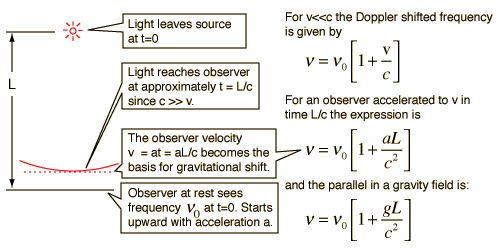 Light leaves source
at t=0
L
Light reaches observer
at approximately t = L/c
since c >> v.
The observer velocity
v = at = aL/c becomes the
basis for gravitational shift.
Observer at rest sees
frequency ν₀ at t=0. Starts
upward with acceleration a.
For v<<c the Doppler shifted frequency
is given by
ν = ν₀ [1 + v/c]
For an observer accelerated to v in
time L/c the expression is
ν = ν₀ [1 + aL/c²]
and the parallel in a gravity field is:
ν = ν₀ [1 + gL/c²]